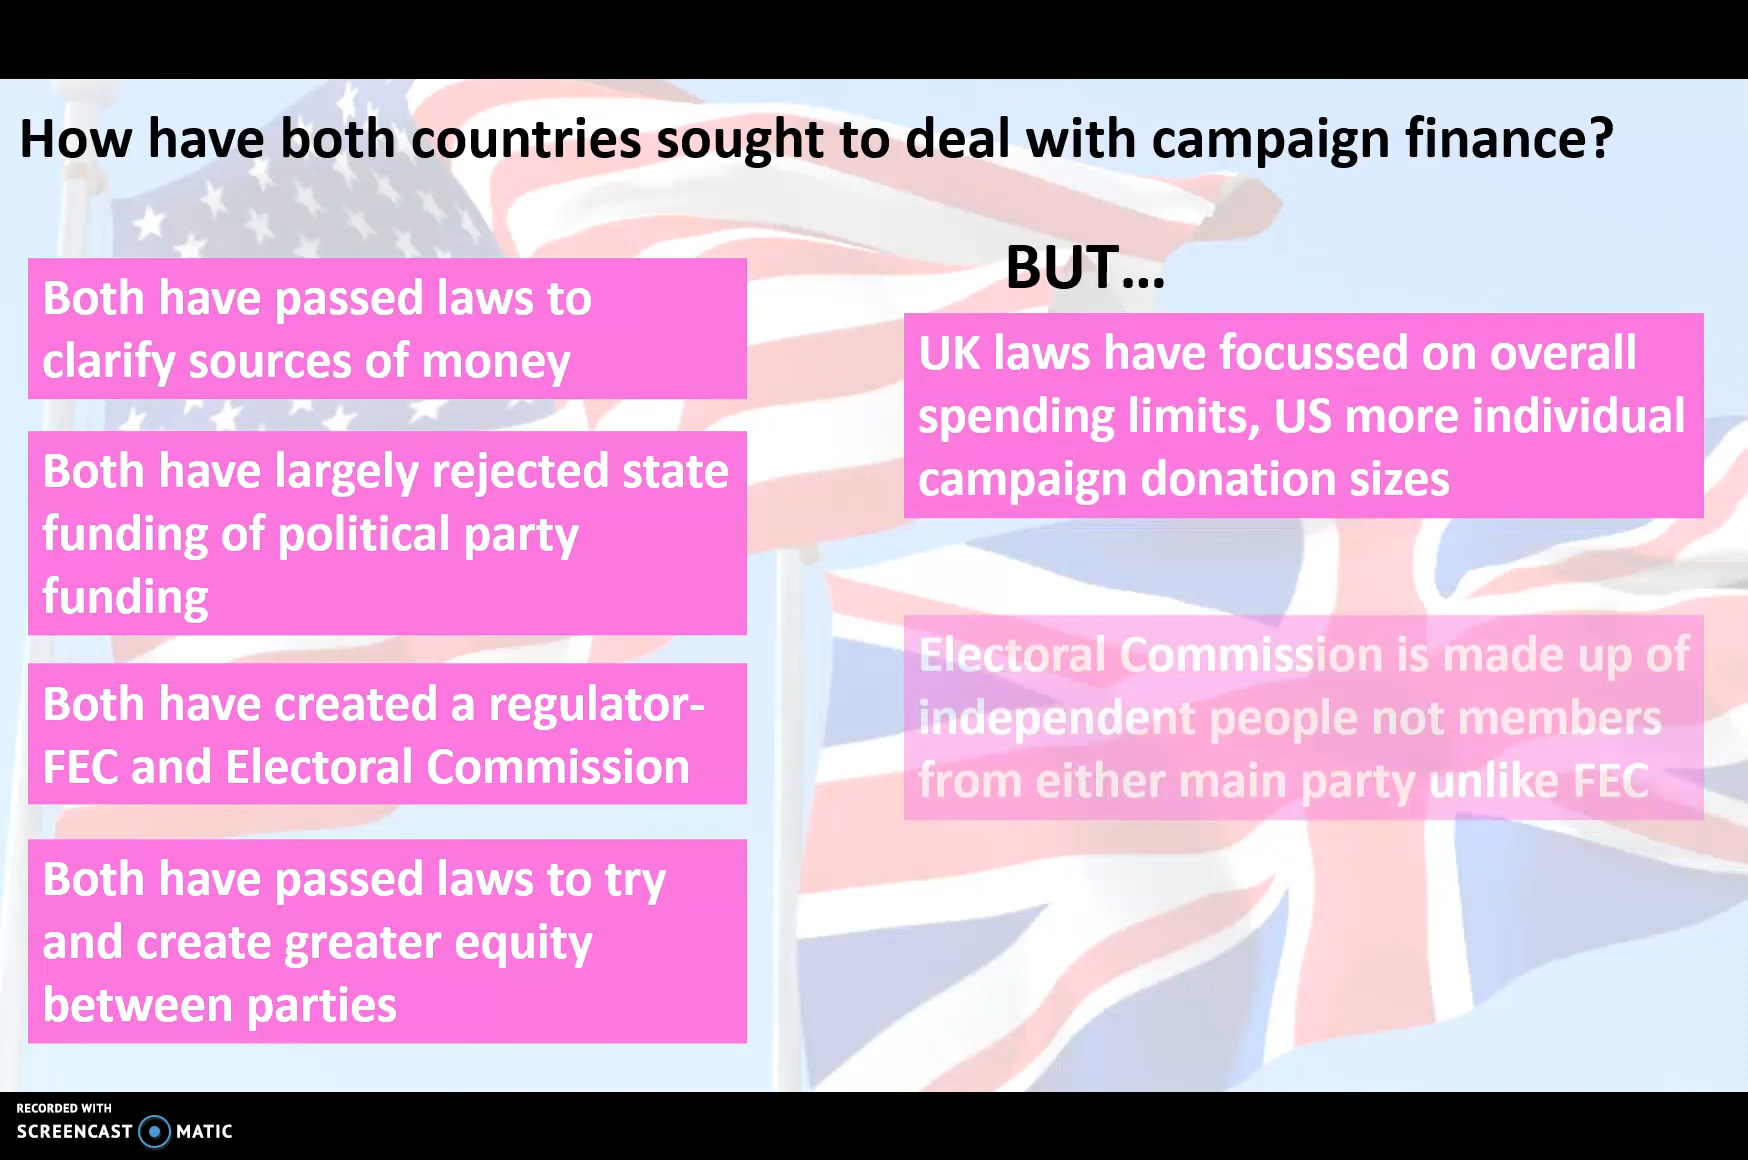 How have both countries sought to deal with campaign finance?
Both have passed laws to
clarify sources of money
Both have largely rejected state
funding of political party
funding
Both have created a regulator-
FEC and Electoral Commission
Both have passed laws to try
and create greater equity
between parties
BUT...
UK laws have focussed on overall
spending limits, US more individual
campaign donation sizes
Electoral Commission is made up of
independent people not members
from either main party unlike FEC
RECORDED WITH
SCREENCAST MATIC